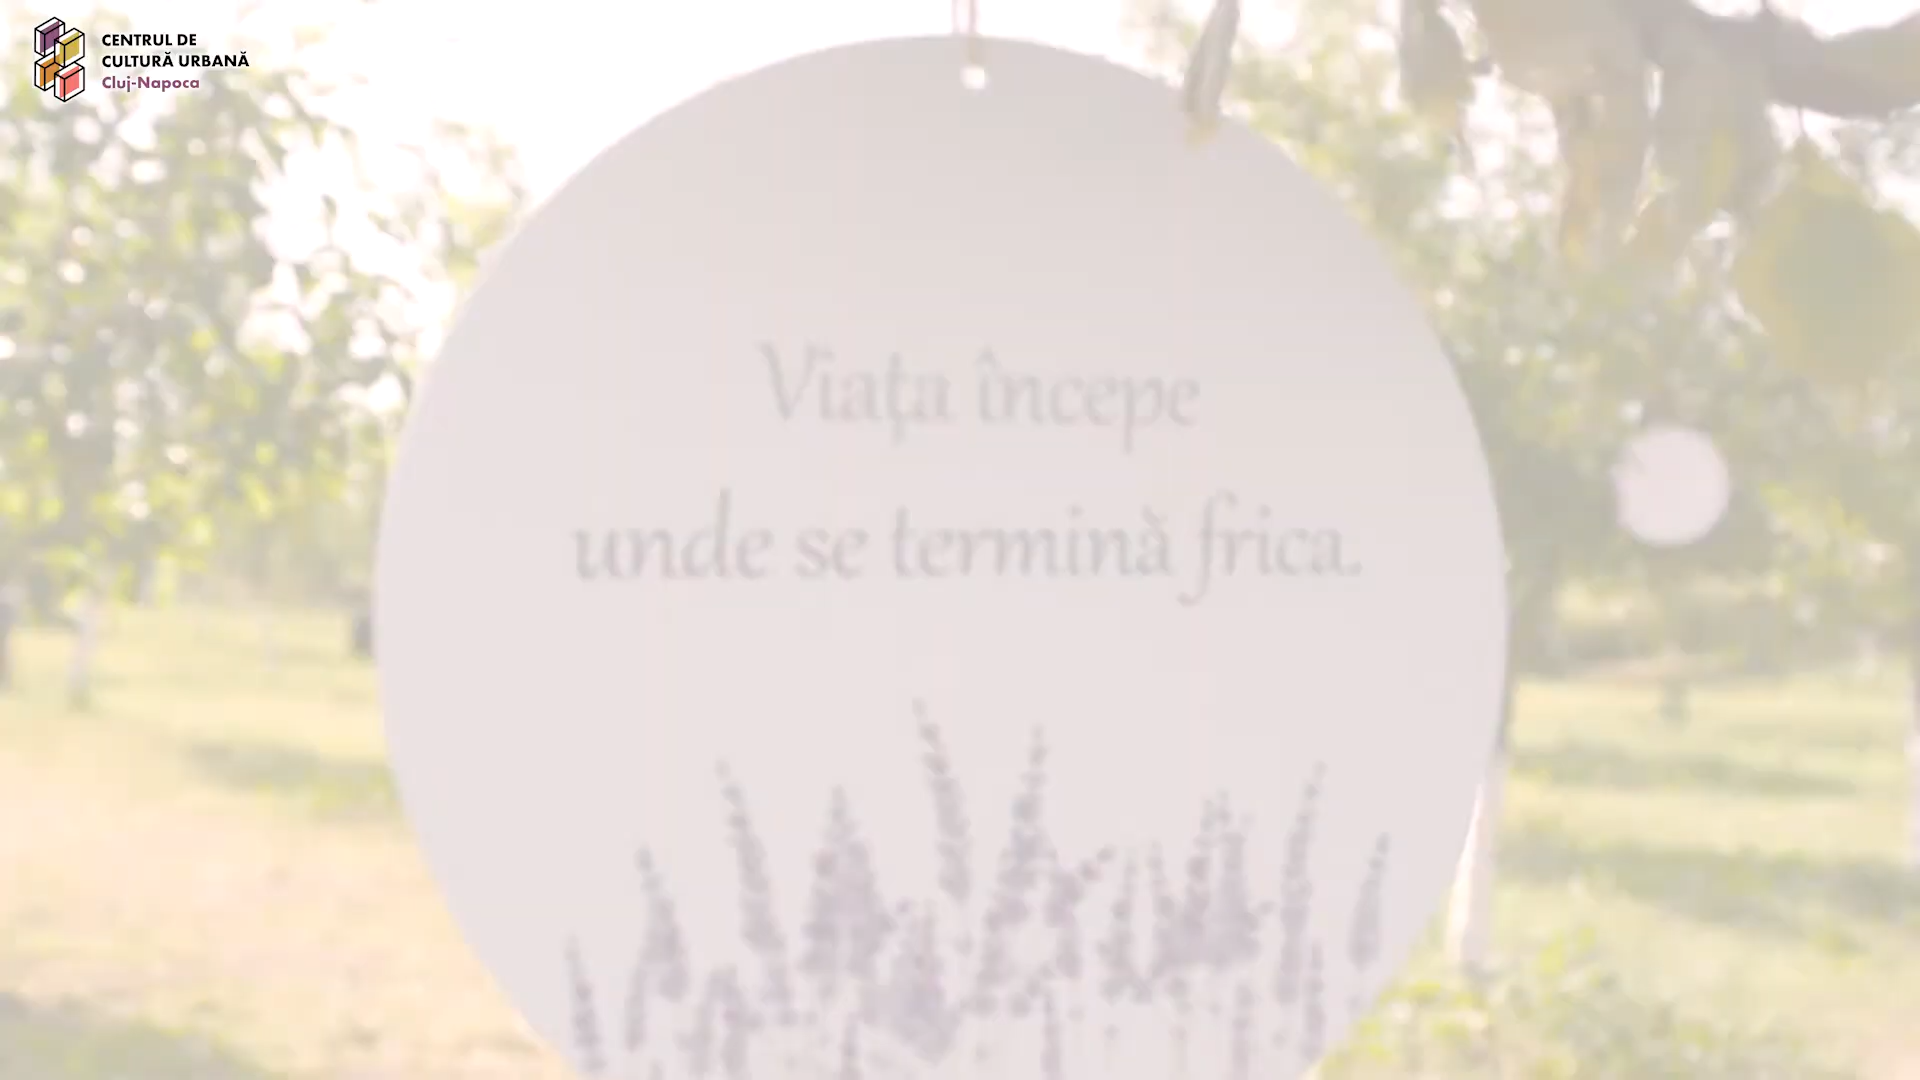 CENTRUL DE
CULTURĂ URBANĂ
Cluj-Napoca
Viața începe
unde se termină frica.